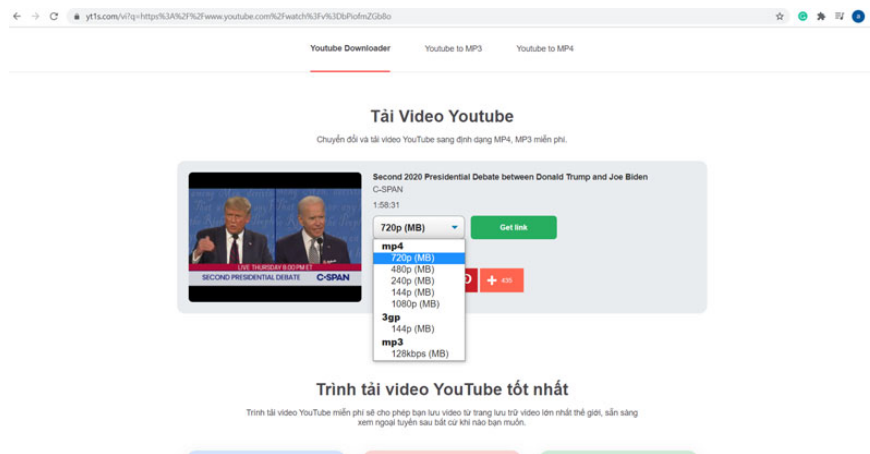 yt1s.com/vi?q=https%3A%2F%2Fwww.youtube.com%2Fwatch%3Fv%3DbPiofmZGb8o
a
Youtube Downloader Youtube to MP3 Youtube to MP4
Tải Video Youtube
Chuyển đổi và tải video YouTube sang định dạng MP4, MP3 miễn phí.
LIVE THURSDAY 8:00 PM ET
SECOND PRESIDENTIAL DEBATE C-SPAN
Second 2020 Presidential Debate between Donald Trump and Joe Biden
C-SPAN
1:58:31
720p (MB) Get link
mp4
720p (MB)
480p (MB)
240p (MB)
144p (MB)
1080p (MB)
3gp
144p (MB)
mp3
128kbps (MB)
435
Trình tải video YouTube tốt nhất
Trình tải video YouTube miễn phí sẽ cho phép bạn lưu video từ trang lưu trữ video lớn nhất thế giới, sẵn sàng
xem ngoại tuyến sau bất cứ khi nào bạn muốn.